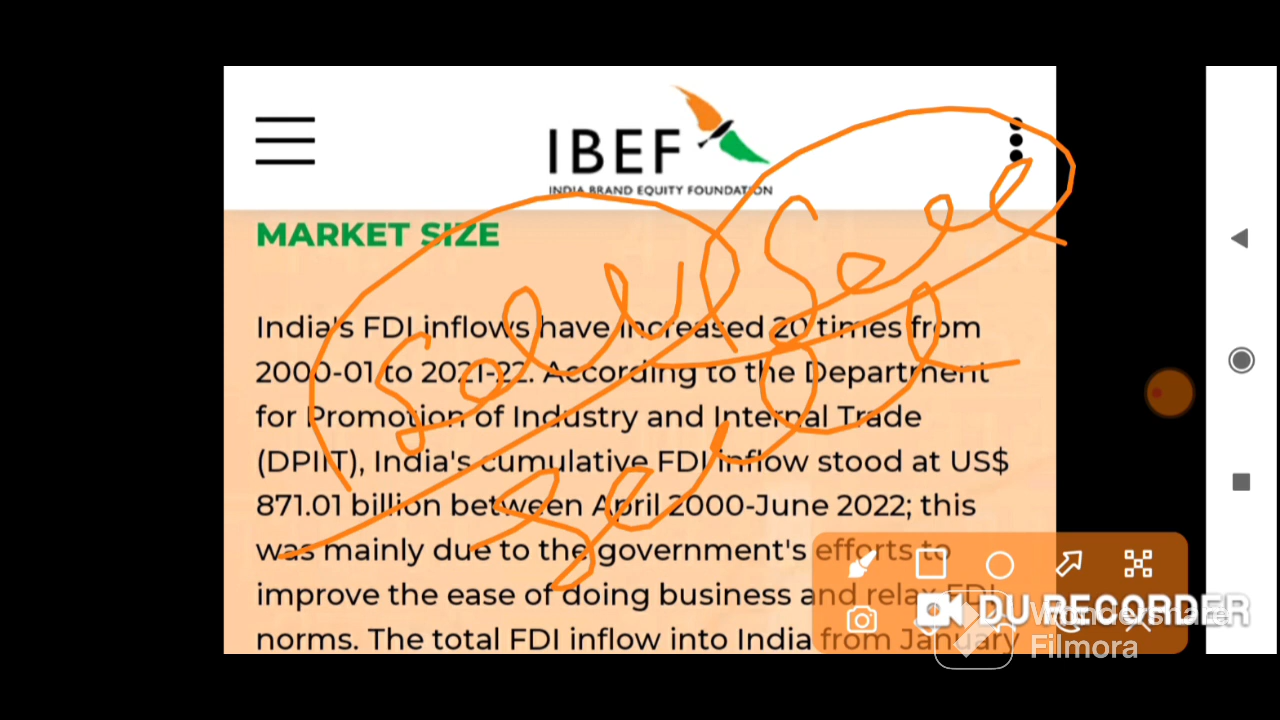 IBEF
INDIA BRAND EQUITY FOUNDATION
MARKET SIZE
India's FDI inflows have increased 20 times from
2000-01 to 2021-22. According to the Department
for Promotion of Industry and Internal Trade
(DPIIT), India's cumulative FDI inflow stood at US$
871.01 billion between April 2000-June 2022; this
was mainly due to the government's efforts to
improve the ease of doing business and relax FDI
norms. The total FDI inflow into India from January
DU RECORDER
Wondershare
Filmora